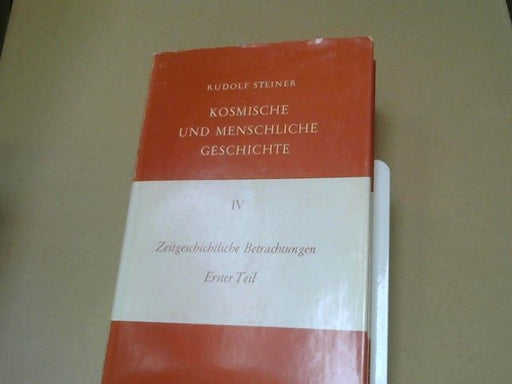 RUDOLF STEINER
KOSMISCHE
UND MENSCHLICHE
GESCHICHTE
IV
Zeitgeschichtliche Betrachtungen
Erster Teil